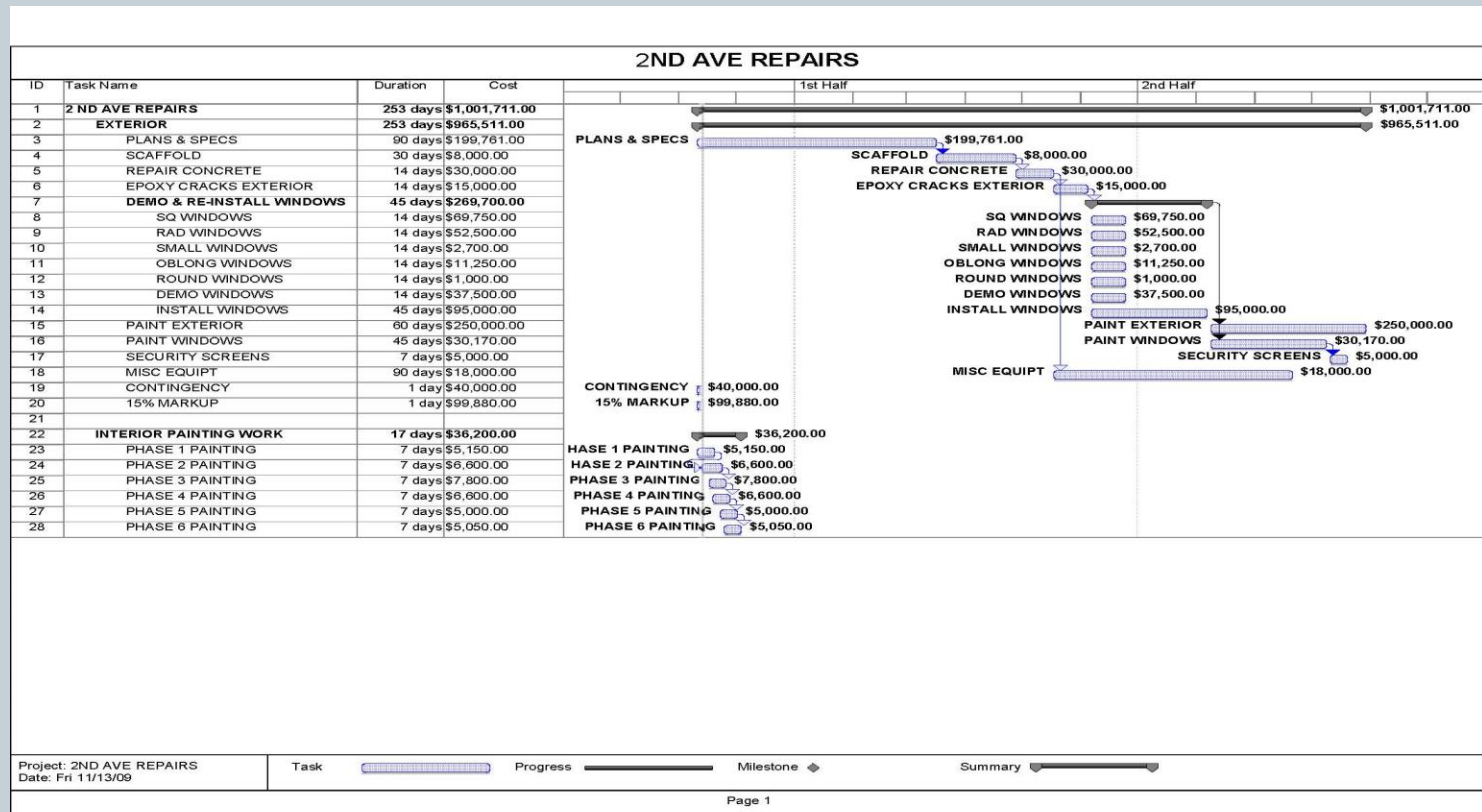 2ND AVE REPAIRS
ID Task Name Duration Cost 1st Half 2nd Half
1 2 ND AVE REPAIRS 253 days $1,001,711.00 $1,001,711.00
2 EXTERIOR 253 days $965,511.00 $965,511.00
3 PLANS & SPECS 90 days $199,761.00 PLANS & SPECS $199,761.00
4 SCAFFOLD 30 days $8,000.00 SCAFFOLD $8,000.00
5 REPAIR CONCRETE 14 days $30,000.00 REPAIR CONCRETE $30,000.00
6 EPOXY CRACKS EXTERIOR 14 days $15,000.00 EPOXY CRACKS EXTERIOR $15,000.00
7 DEMO & RE-INSTALL WINDOWS 45 days $269,700.00
8 SQ WINDOWS 14 days $69,750.00 SQ WINDOWS $69,750.00
9 RAD WINDOWS 14 days $52,500.00 RAD WINDOWS $52,500.00
10 SMALL WINDOWS 14 days $2,700.00 SMALL WINDOWS $2,700.00
11 OBLONG WINDOWS 14 days $11,250.00 OBLONG WINDOWS $11,250.00
12 ROUND WINDOWS 14 days $1,000.00 ROUND WINDOWS $1,000.00
13 DEMO WINDOWS 14 days $37,500.00 DEMO WINDOWS $37,500.00
14 INSTALL WINDOWS 45 days $95,000.00 INSTALL WINDOWS $95,000.00
15 PAINT EXTERIOR 60 days $250,000.00 PAINT EXTERIOR $250,000.00
16 PAINT WINDOWS 45 days $30,170.00 PAINT WINDOWS $30,170.00
17 SECURITY SCREENS 7 days $5,000.00 SECURITY SCREENS $5,000.00
18 MISC EQUIPT 90 days $18,000.00 MISC EQUIPT $18,000.00
19 CONTINGENCY 1 day $40,000.00 CONTINGENCY $40,000.00
20 15% MARKUP 1 day $99,880.00 15% MARKUP $99,880.00
21
22 INTERIOR PAINTING WORK 17 days $36,200.00 $36,200.00
23 PHASE 1 PAINTING 7 days $5,150.00 HASE 1 PAINTING $5,150.00
24 PHASE 2 PAINTING 7 days $6,600.00 HASE 2 PAINTING $6,600.00
25 PHASE 3 PAINTING 7 days $7,800.00 PHASE 3 PAINTING $7,800.00
26 PHASE 4 PAINTING 7 days $6,600.00 PHASE 4 PAINTING $6,600.00
27 PHASE 5 PAINTING 7 days $5,000.00 PHASE 5 PAINTING $5,000.00
28 PHASE 6 PAINTING 7 days $5,050.00 PHASE 6 PAINTING $5,050.00
Project: 2ND AVE REPAIRS
Date: Fri 11/13/09
Task Progress Milestone Summary
Page 1